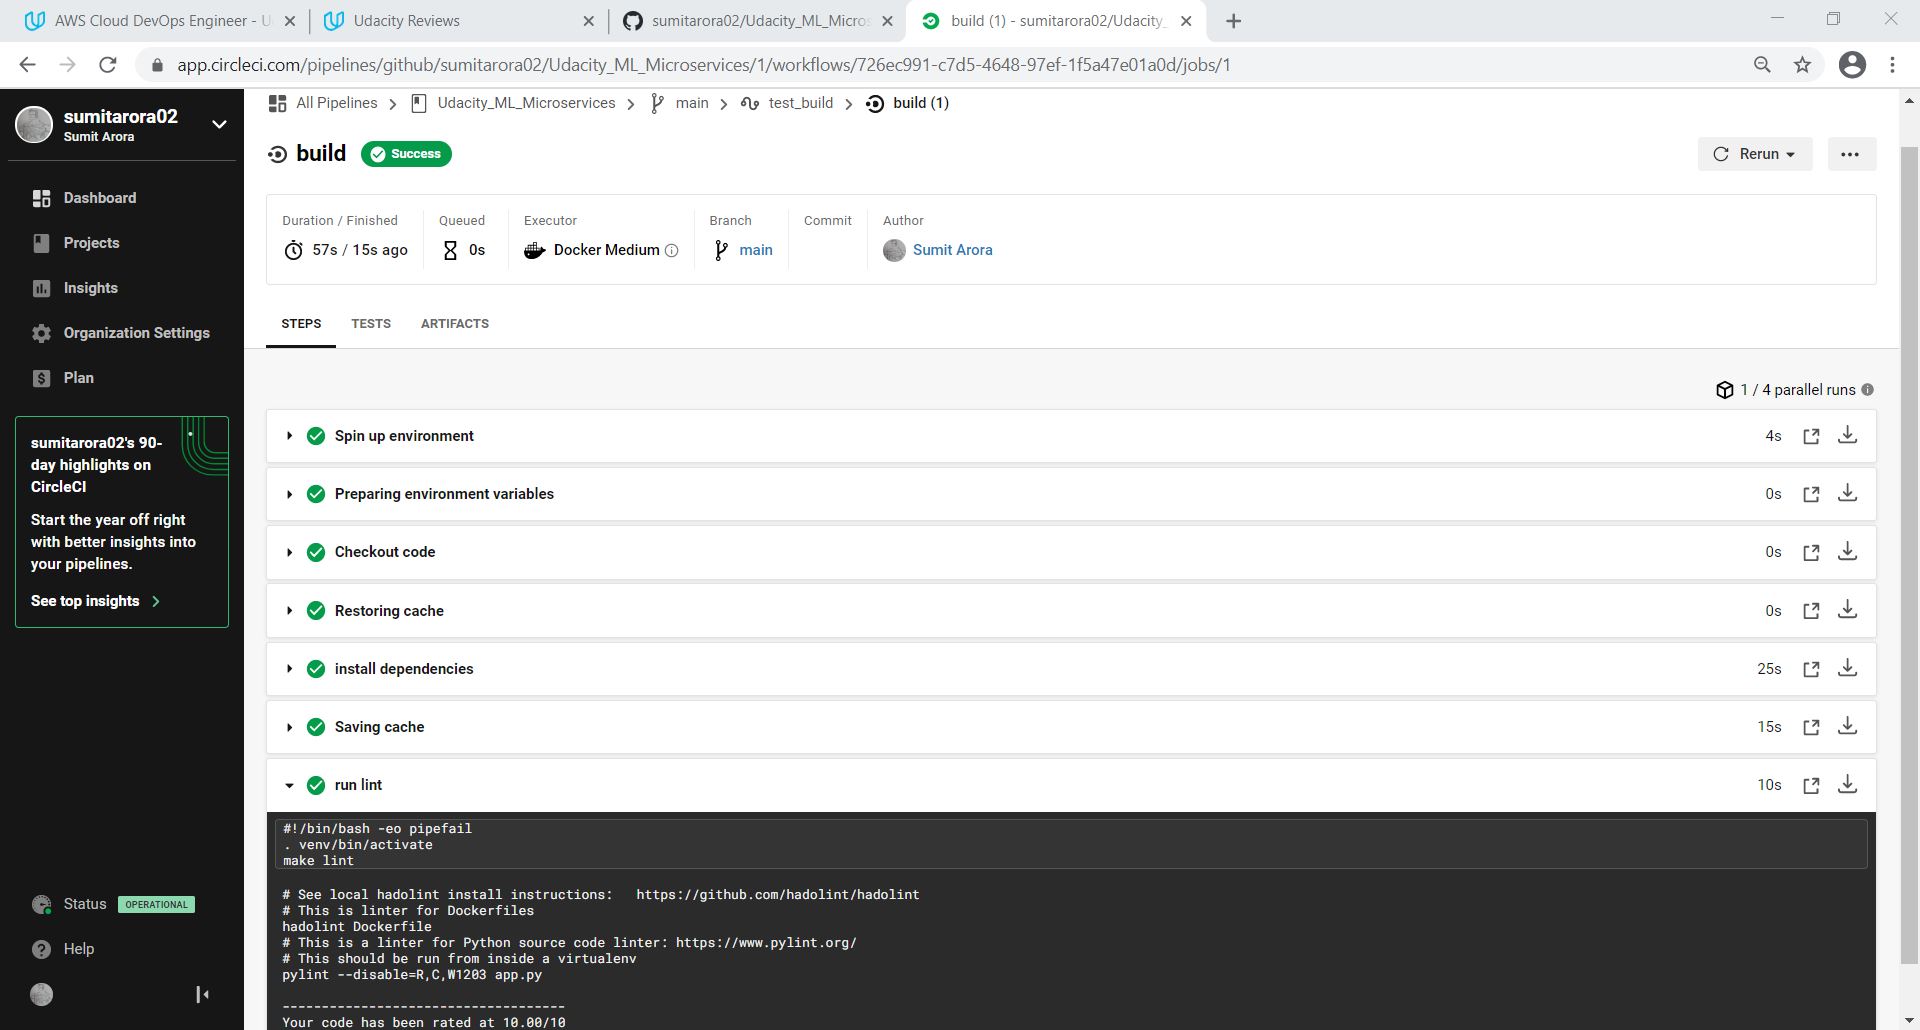 AWS Cloud DevOps Engineer - U
Udacity Reviews
sumitarora02/Udacity_ML_Micros
build (1) - sumitarora02/Udacity_
app.circleci.com/pipelines/github/sumitarora02/Udacity_ML_Microservices/1/workflows/726ec991-c7d5-4648-97ef-1f5a47e01a0d/jobs/1
sumitarora02
Sumit Arora
Dashboard
Projects
Insights
Organization Settings
Plan
sumitarora02's 90-
day highlights on
CircleCI
Start the year off right
with better insights into
your pipelines.
See top insights
Status OPERATIONAL
Help
All Pipelines Udacity_ML_Microservices main test_build build (1)
build Success
Rerun
Duration / Finished Queued Executor Branch Commit Author
57s / 15s ago 0s Docker Medium main Sumit Arora
STEPS TESTS ARTIFACTS
1 / 4 parallel runs
Spin up environment 4s
Preparing environment variables 0s
Checkout code 0s
Restoring cache 0s
install dependencies 25s
Saving cache 15s
run lint 10s
#!/bin/bash -eo pipefail
. venv/bin/activate
make lint
# See local hadolint install instructions:   https://github.com/hadolint/hadolint
# This is linter for Dockerfiles
hadolint Dockerfile
# This is a linter for Python source code linter: https://www.pylint.org/
# This should be run from inside a virtualenv
pylint --disable=R,C,W1203 app.py
------------------------------------
Your code has been rated at 10.00/10